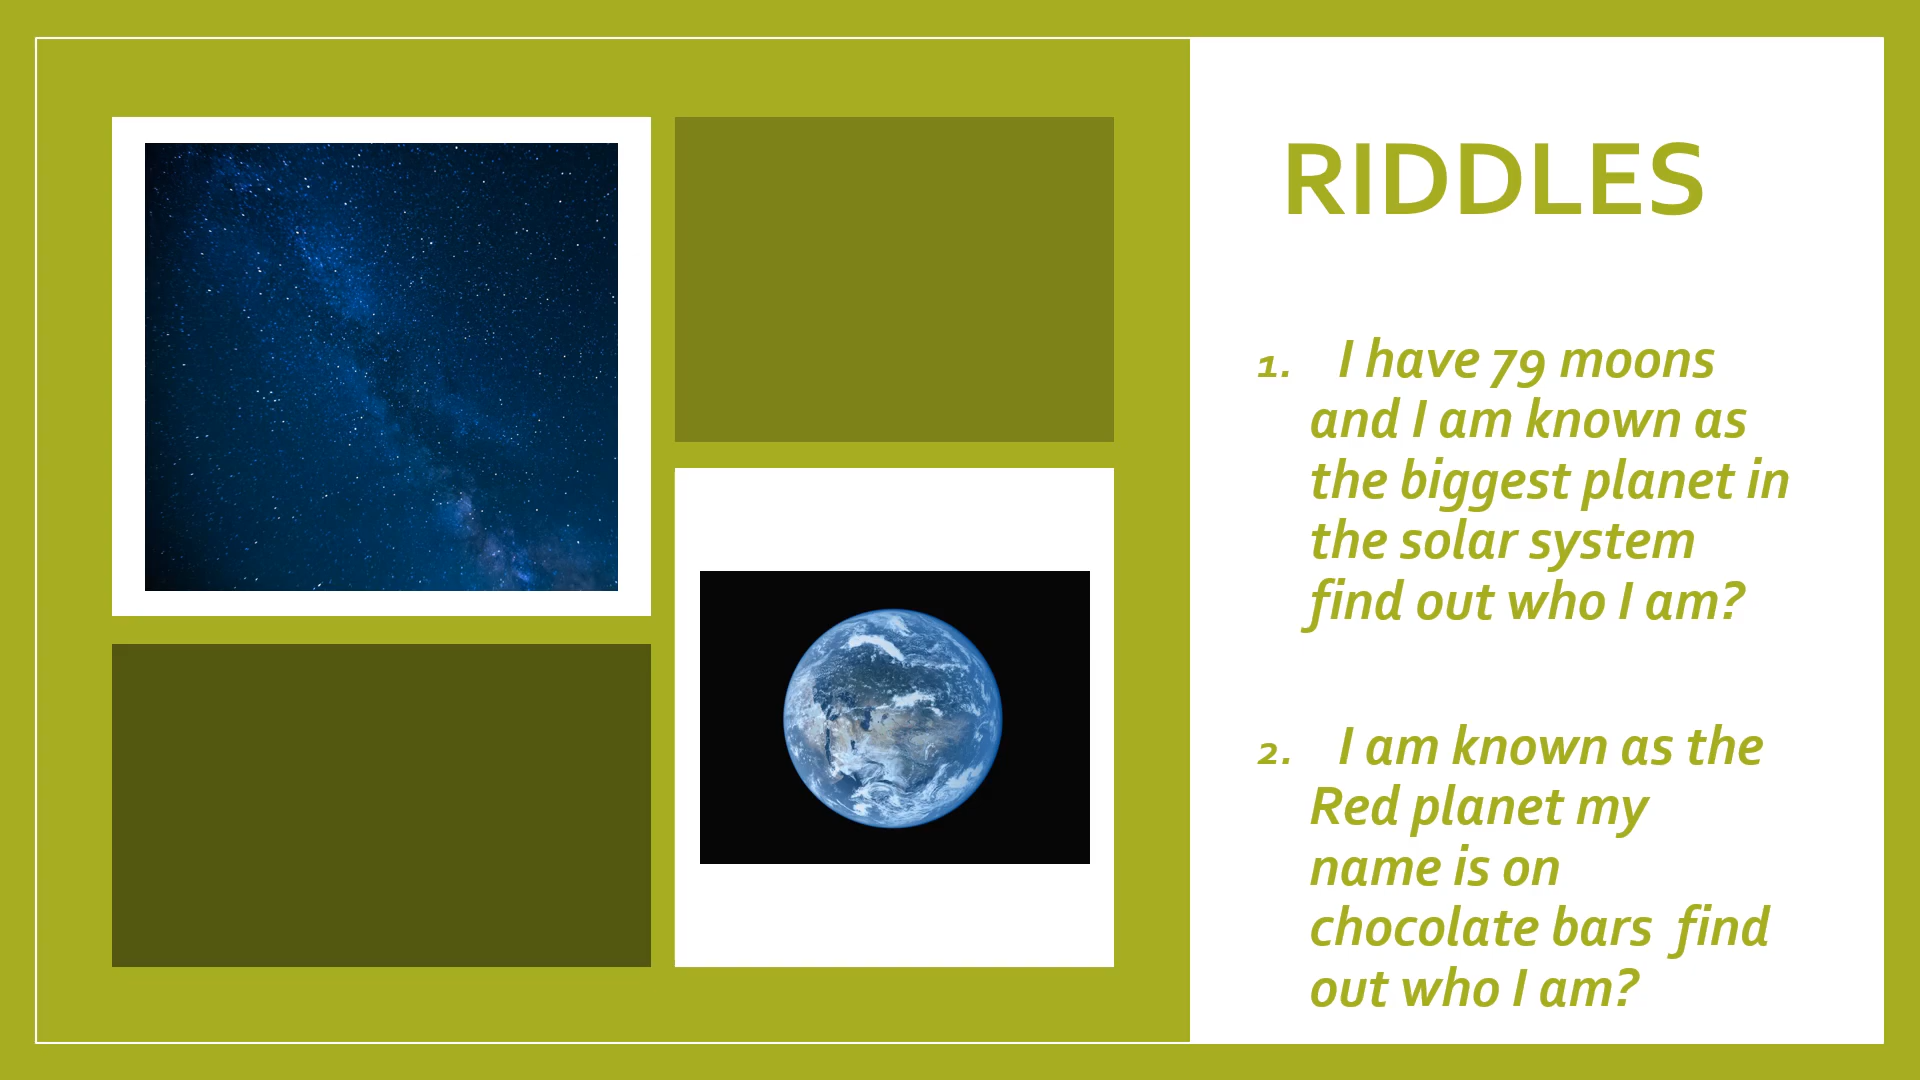 RIDDLES
1. I have 79 moons
and I am known as
the biggest planet in
the solar system
find out who I am?
2. I am known as the
Red planet my
name is on
chocolate bars find
out who I am?